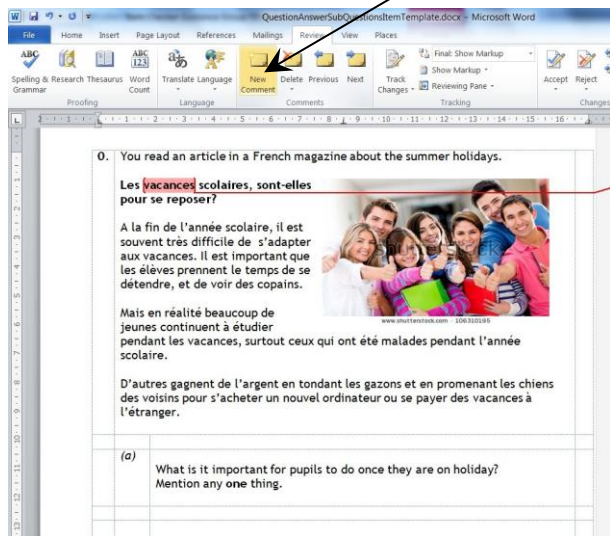 QuestionAnswerSubQuestionsItemTemplate.docx - Microsoft Word
File Home Insert Page Layout References Mailings Review View Places
ABC ABC 123
Spelling & Grammar Research Thesaurus Word Count Translate Language New Comment Delete Previous Next Track Changes Final: Show Markup Show Markup Reviewing Pane Accept Reject
Proofing Language Comments Tracking Changes
0. You read an article in a French magazine about the summer holidays.
Les vacances scolaires, sont-elles
pour se reposer?
A la fin de l'année scolaire, il est
souvent très difficile de s'adapter
aux vacances. Il est important que
les élèves prennent le temps de se
détendre, et de voir des copains.
shutterstock
www.shutterstock.com · 106310195
Mais en réalité beaucoup de
jeunes continuent à étudier
pendant les vacances, surtout ceux qui ont été malades pendant l'année
scolaire.
D'autres gagnent de l'argent en tondant les gazons et en promenant les chiens
des voisins pour s'acheter un nouvel ordinateur ou se payer des vacances à
l'étranger.
(a)
What is it important for pupils to do once they are on holiday?
Mention any one thing.